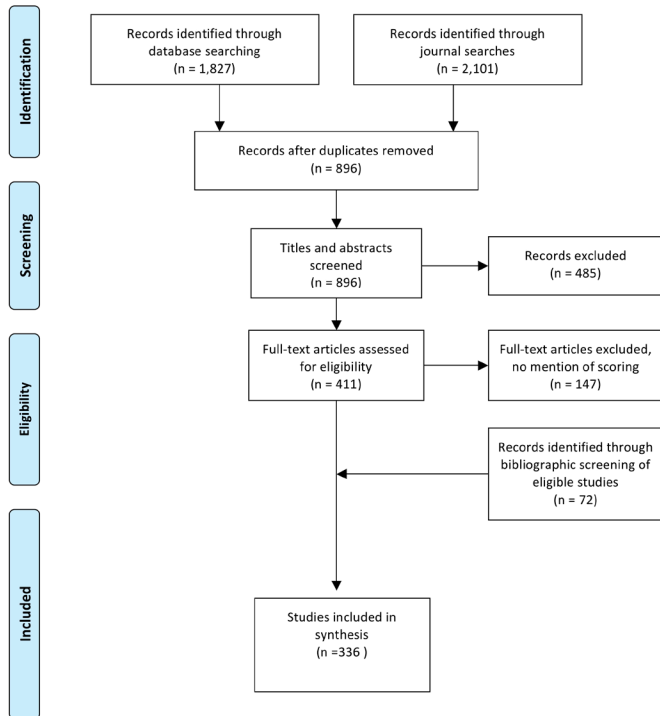 Identification
Records identified through
database searching
(n = 1,827)
Records identified through
journal searches
(n = 2,101)
Records after duplicates removed
(n = 896)
Screening
Titles and abstracts
screened
(n = 896)
Records excluded
(n = 485)
Eligibility
Full-text articles assessed
for eligibility
(n = 411)
Full-text articles excluded,
no mention of scoring
(n = 147)
Records identified through
bibliographic screening of
eligible studies
(n = 72)
Included
Studies included in
synthesis
(n =336 )